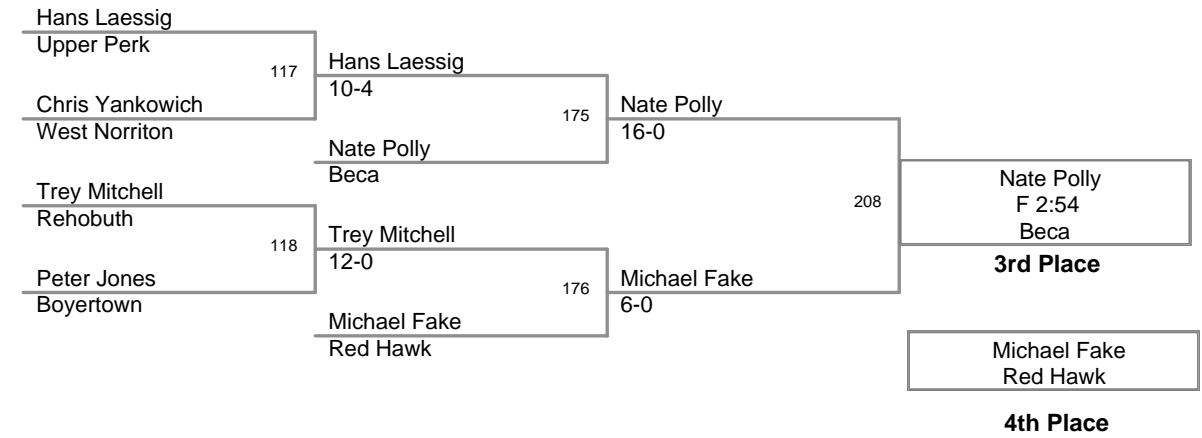 Hans Laessig
Upper Perk
117
Chris Yankowich
West Norriton
Trey Mitchell
Rehobuth
118
Peter Jones
Boyertown
Hans Laessig
10-4
175
Nate Polly
Beca
Trey Mitchell
12-0
176
Michael Fake
Red Hawk
Nate Polly
16-0
208
Michael Fake
6-0
Nate Polly
F 2:54
Beca
3rd Place
Michael Fake
Red Hawk
4th Place